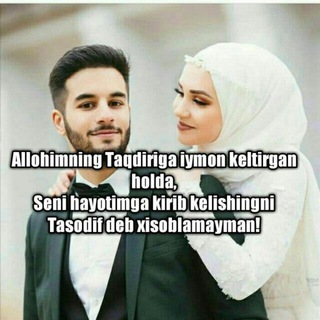 Allohimning Taqdiriga iymon keltirgan
holda,
Seni hayotimga kirib kelishingni
Tasodif deb xisoblamayman!